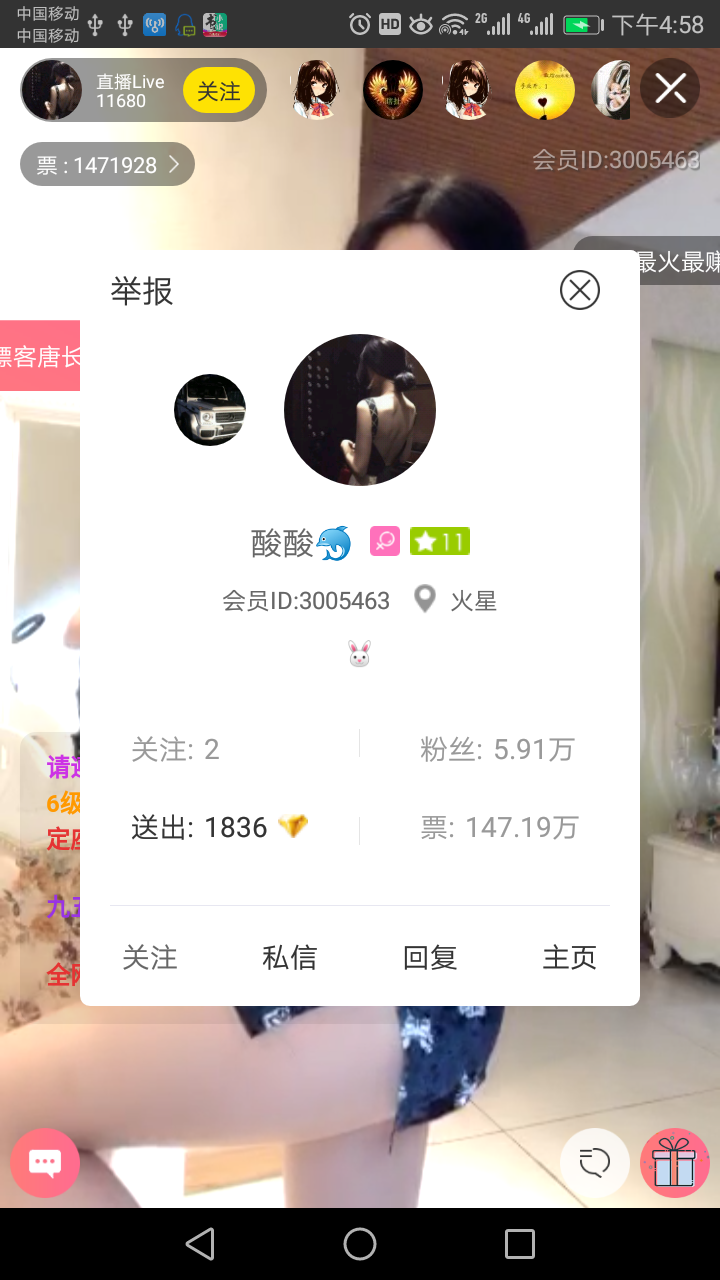 中国移动
中国移动
HD
2G
4G
下午4:58
直播Live
11680
关注
票 : 1471928
会员ID:3005463
最火最赚
举报
漂客唐长
酸酸
11
会员ID:3005463
火星
关注: 2
粉丝: 5.91万
请
6级
送出: 1836
票: 147.19万
定座
九五
全网
关注
私信
回复
主页